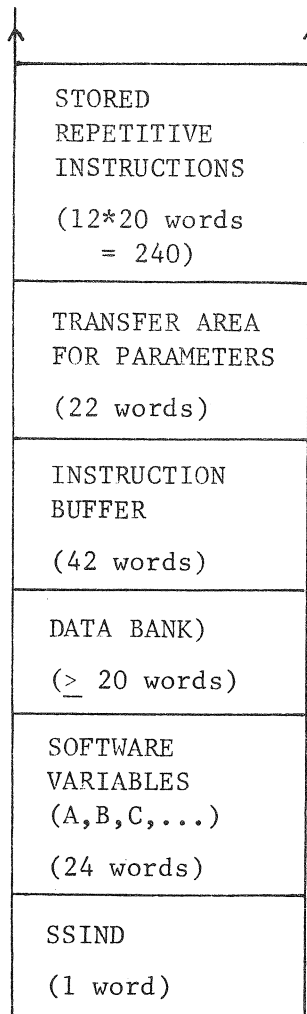 STORED
REPETITIVE
INSTRUCTIONS
(12*20 words
= 240)
TRANSFER AREA
FOR PARAMETERS
(22 words)
INSTRUCTION
BUFFER
(42 words)
DATA BANK)
(≥ 20 words)
SOFTWARE
VARIABLES
(A,B,C,...)
(24 words)
SSIND
(1 word)